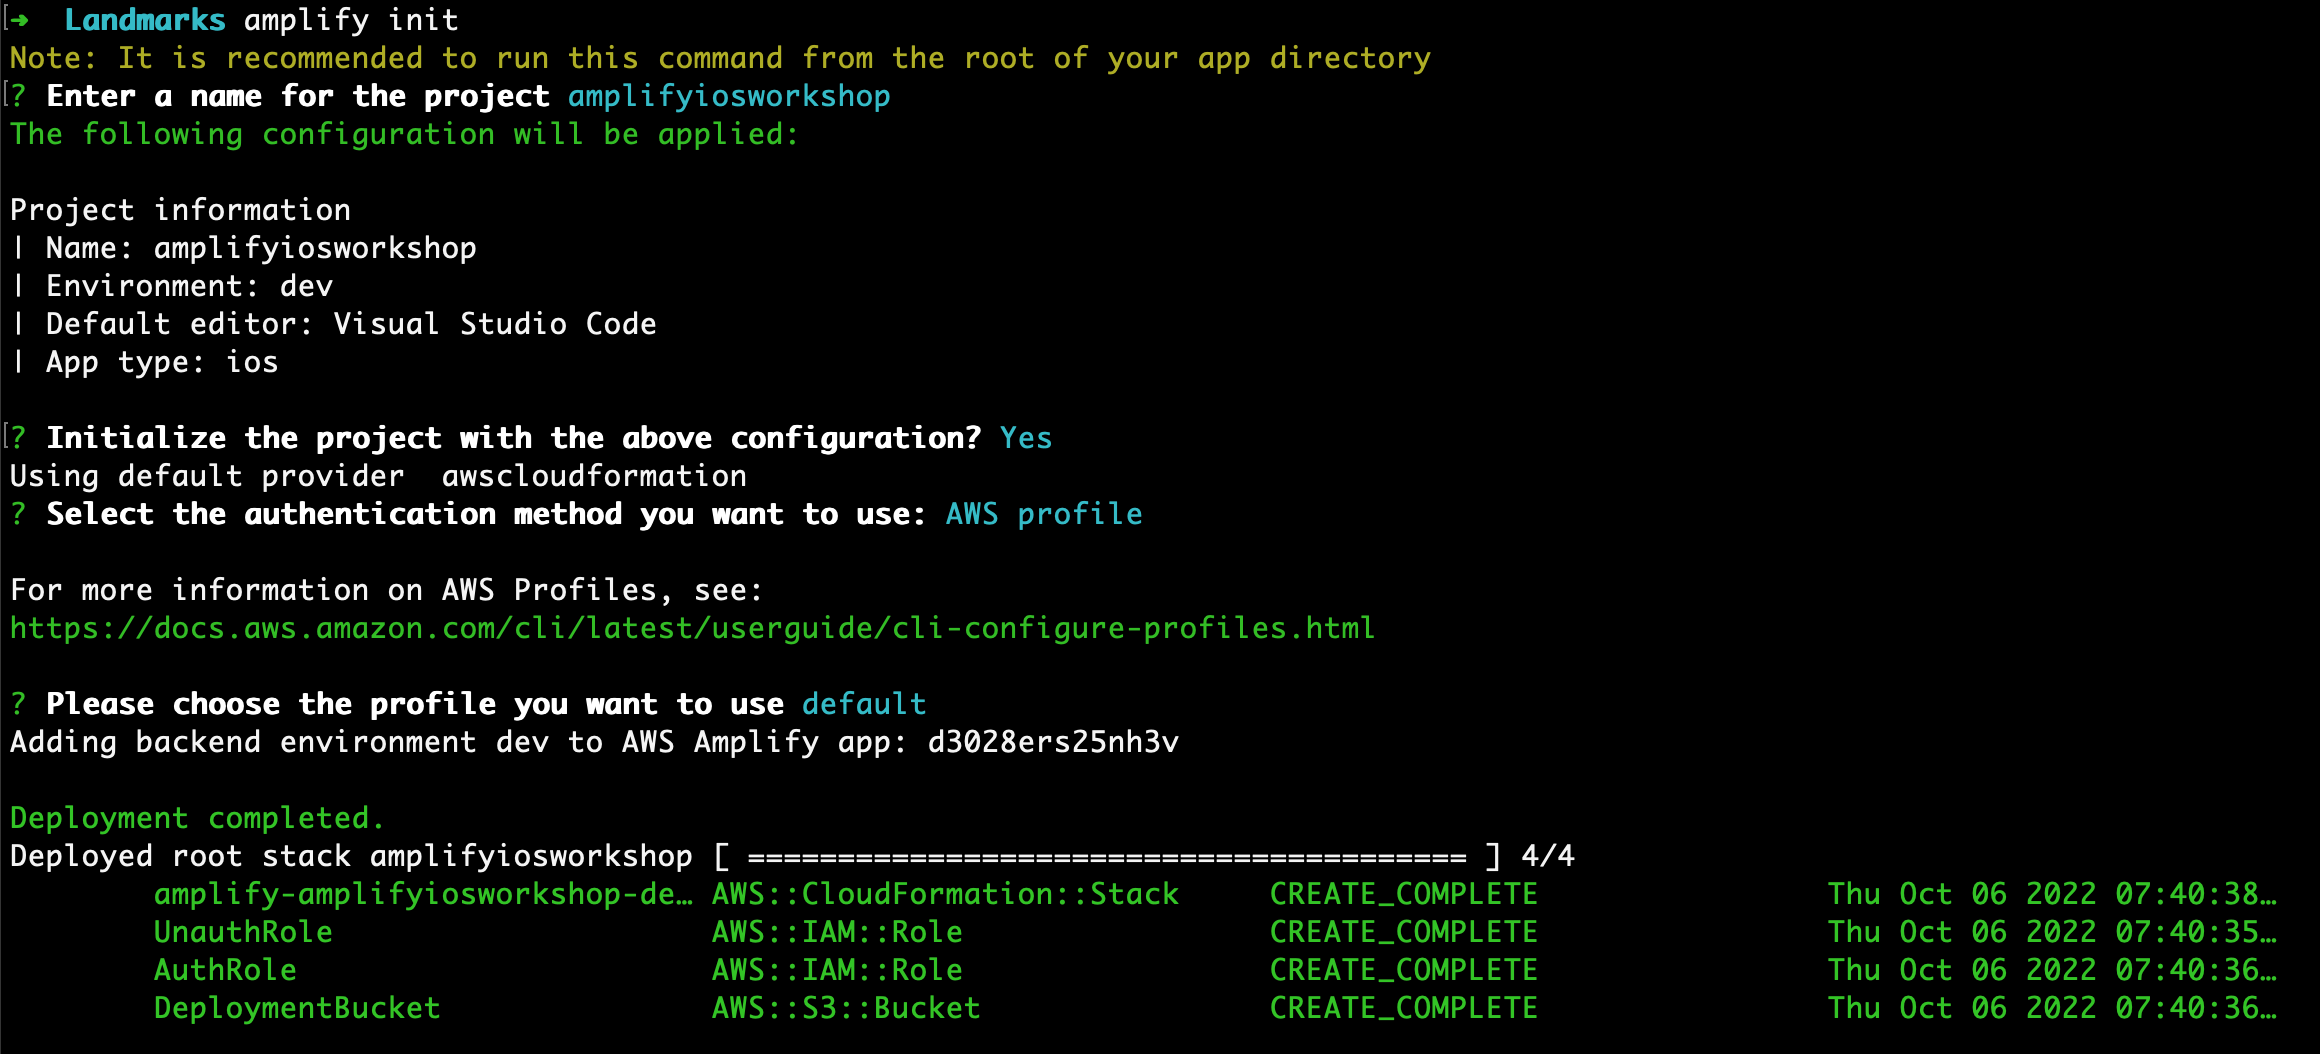 ➜ Landmarks amplify init
Note: It is recommended to run this command from the root of your app directory
? Enter a name for the project amplifyiosworkshop
The following configuration will be applied:
Project information
| Name: amplifyiosworkshop
| Environment: dev
| Default editor: Visual Studio Code
| App type: ios
? Initialize the project with the above configuration? Yes
Using default provider  awscloudformation
? Select the authentication method you want to use: AWS profile
For more information on AWS Profiles, see:
https://docs.aws.amazon.com/cli/latest/userguide/cli-configure-profiles.html
? Please choose the profile you want to use default
Adding backend environment dev to AWS Amplify app: d3028ers25nh3v
Deployment completed.
Deployed root stack amplifyiosworkshop [ ======================================== ] 4/4
amplify-amplifyiosworkshop-de… AWS::CloudFormation::Stack CREATE_COMPLETE Thu Oct 06 2022 07:40:38…
UnauthRole AWS::IAM::Role CREATE_COMPLETE Thu Oct 06 2022 07:40:35…
AuthRole AWS::IAM::Role CREATE_COMPLETE Thu Oct 06 2022 07:40:36…
DeploymentBucket AWS::S3::Bucket CREATE_COMPLETE Thu Oct 06 2022 07:40:36…